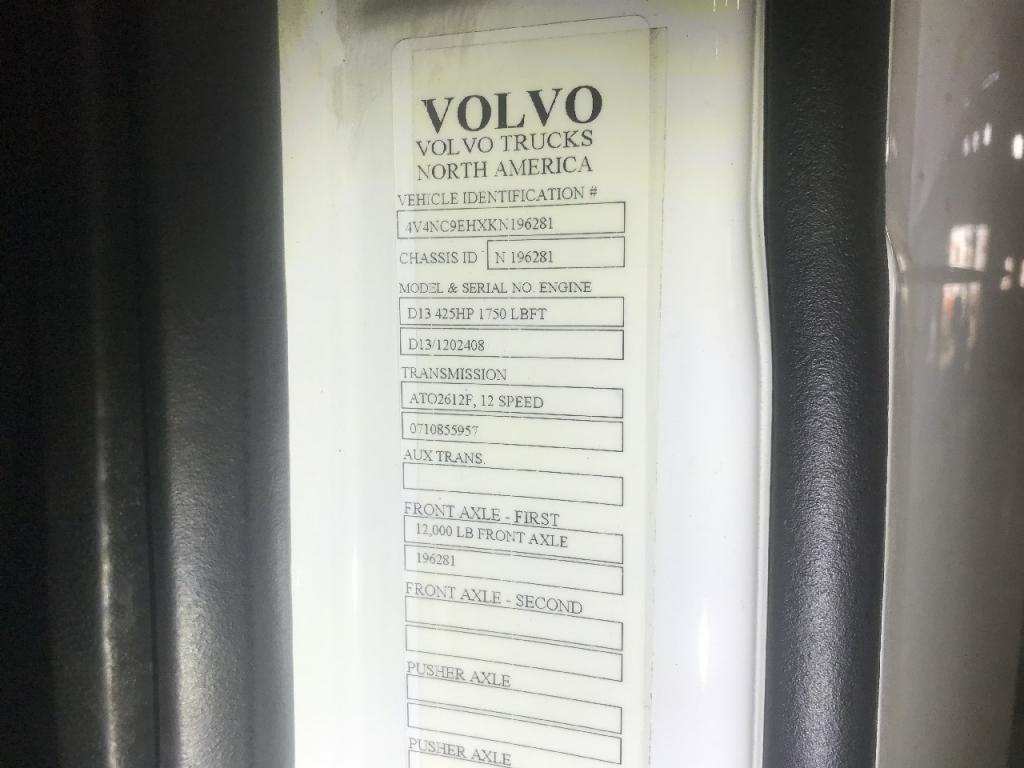 VOLVO
VOLVO TRUCKS
NORTH AMERICA
VEHICLE IDENTIFICATION #
4V4NC9EHXKN196281
CHASSIS ID N 196281
MODEL & SERIAL NO. ENGINE
D13 425HP 1750 LBFT
D13/1202408
TRANSMISSION
ATO2612F, 12 SPEED
0710855957
AUX TRANS.
FRONT AXLE - FIRST
12,000 LB FRONT AXLE
196281
FRONT AXLE - SECOND
PUSHER AXLE
PUSHER AXLE